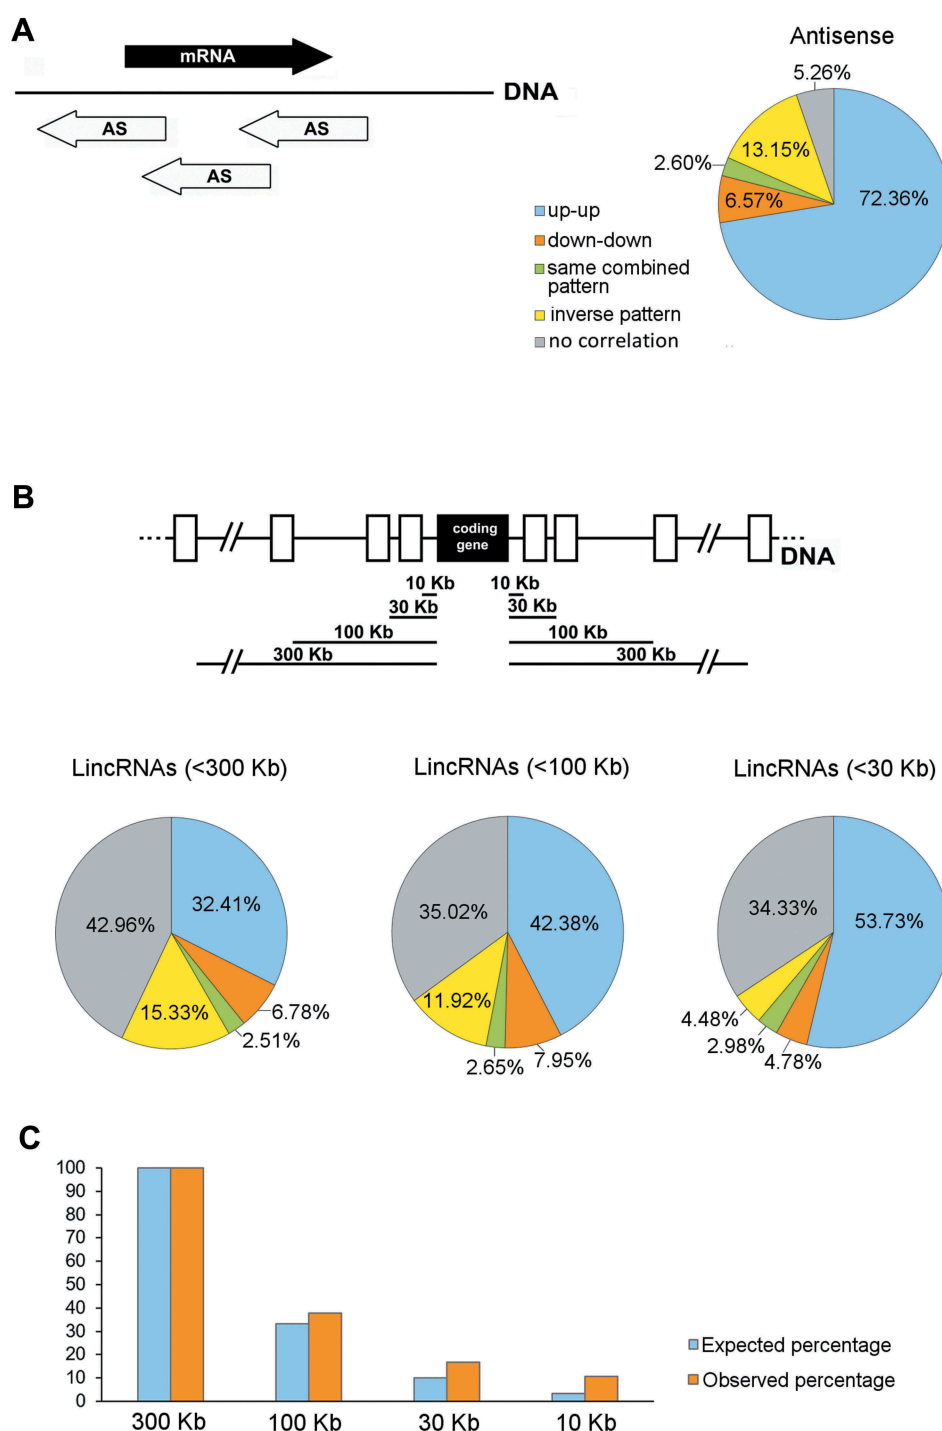 A
mRNA
DNA
AS
AS
AS
Antisense
5.26%
13.15%
2.60%
6.57%
72.36%
up-up
down-down
same combined
pattern
inverse pattern
no correlation
B
coding
gene
DNA
10 Kb
10 Kb
30 Kb
30 Kb
100 Kb
100 Kb
300 Kb
300 Kb
LincRNAs (<300 Kb)
32.41%
42.96%
15.33%
6.78%
2.51%
LincRNAs (<100 Kb)
35.02%
42.38%
11.92%
2.65%
7.95%
LincRNAs (<30 Kb)
34.33%
53.73%
4.48%
2.98%
4.78%
C
100
90
80
70
60
50
40
30
20
10
0
300 Kb
100 Kb
30 Kb
10 Kb
Expected percentage
Observed percentage